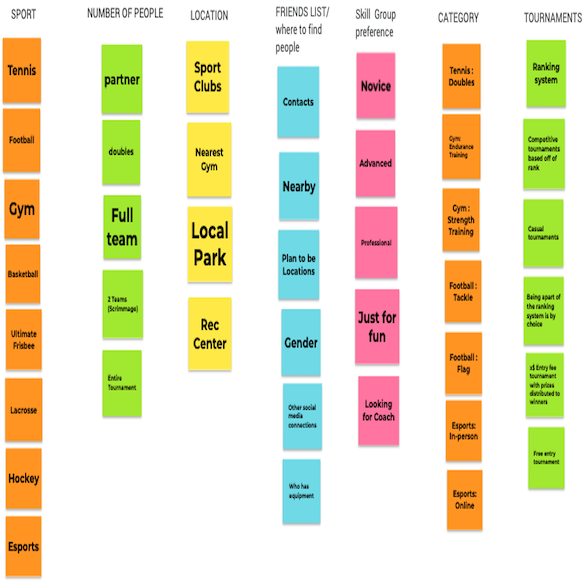 SPORT
Tennis
Football
Gym
Basketball
Ultimate
Frisbee
Lacrosse
Hockey
Esports
NUMBER OF PEOPLE
partner
doubles
Full
team
2 Teams
(Scrimmage)
Entire
Tournament
LOCATION
Sport
Clubs
Nearest
Gym
Local
Park
Rec
Center
FRIENDS LIST/
where to find
people
Contacts
Nearby
Plan to be
Locations
Gender
Other social
media
connections
Who has
equipment
Skill Group
preference
Novice
Advanced
Professional
Just for
fun
Looking
for Coach
CATEGORY
Tennis :
Doubles
Gym:
Endurance
Training
Gym :
Strength
Training
Football :
Tackle
Football :
Flag
Esports:
In-person
Esports:
Online
TOURNAMENTS
Ranking
system
Competitive
tournaments
based off of
rank
Casual
tournaments
Being apart of
the ranking
system is by
choice
x$ Entry fee
tournament
with prizes
distributed to
winners
Free entry
tournament